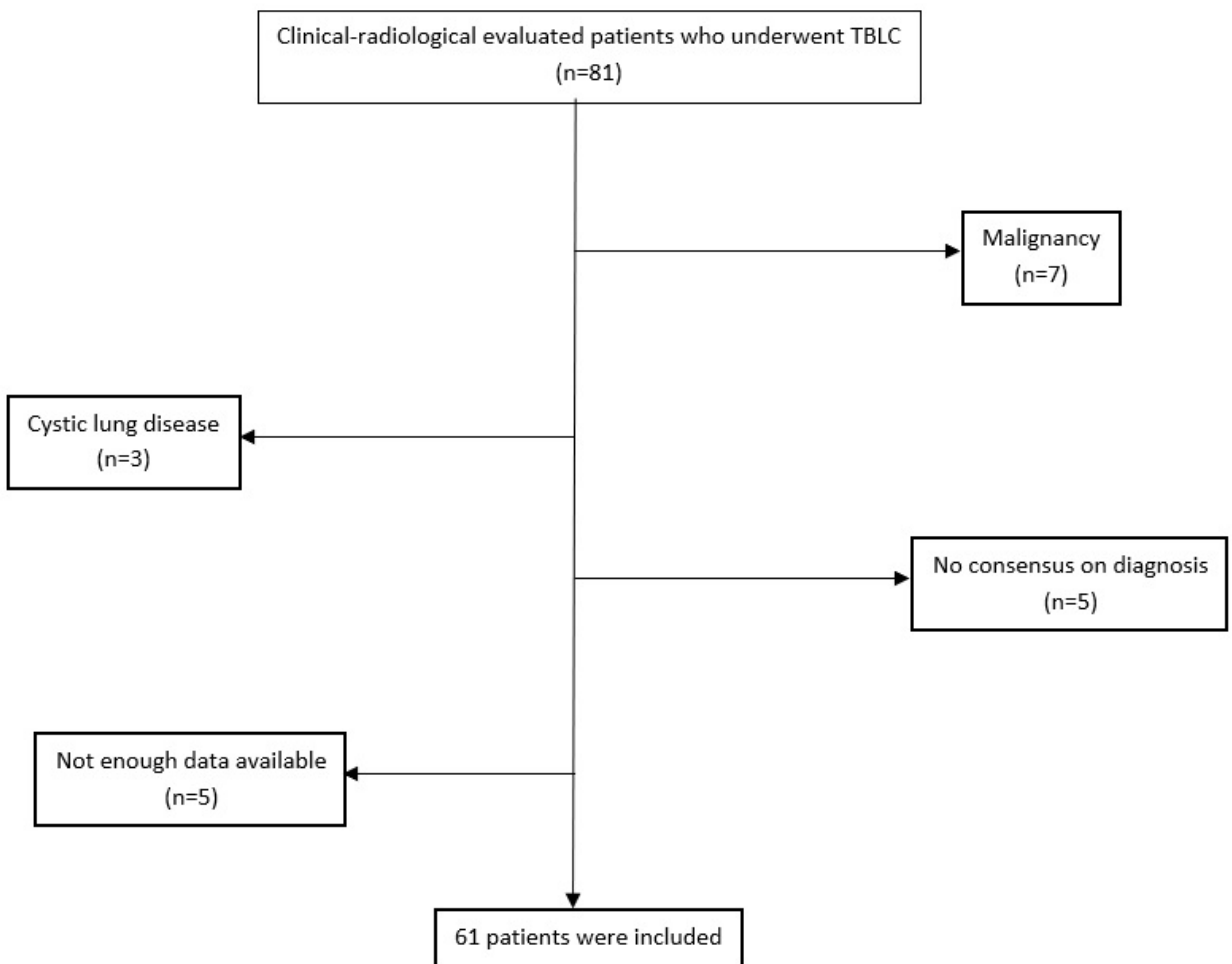 Clinical-radiological evaluated patients who underwent TBLC
(n=81)
Malignancy
(n=7)
Cystic lung disease
(n=3)
No consensus on diagnosis
(n=5)
Not enough data available
(n=5)
61 patients were included